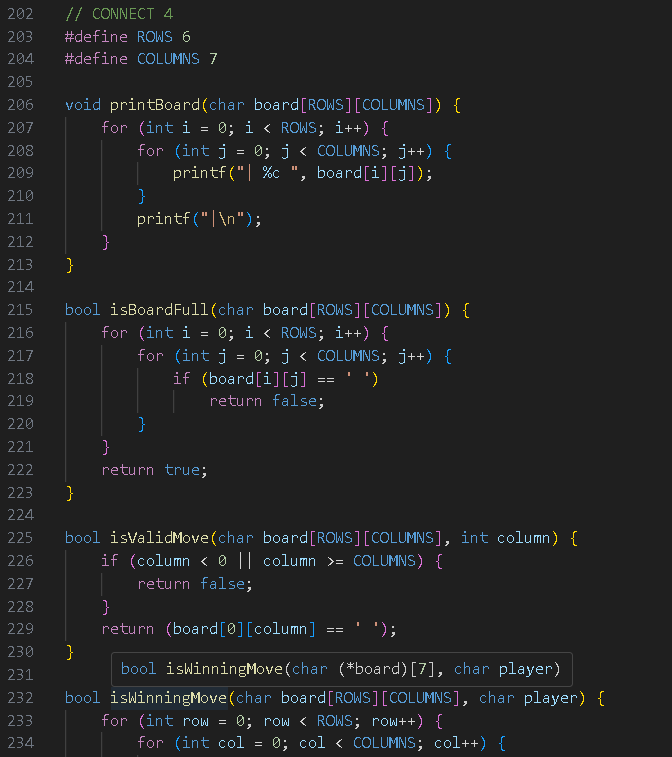 202 // CONNECT 4
203 #define ROWS 6
204 #define COLUMNS 7
205
206 void printBoard(char board[ROWS][COLUMNS]) {
207     for (int i = 0; i < ROWS; i++) {
208         for (int j = 0; j < COLUMNS; j++) {
209             printf("| %c ", board[i][j]);
210         }
211         printf("|\n");
212     }
213 }
214
215 bool isBoardFull(char board[ROWS][COLUMNS]) {
216     for (int i = 0; i < ROWS; i++) {
217         for (int j = 0; j < COLUMNS; j++) {
218             if (board[i][j] == ' ')
219                 return false;
220         }
221     }
222     return true;
223 }
224
225 bool isValidMove(char board[ROWS][COLUMNS], int column) {
226     if (column < 0 || column >= COLUMNS) {
227         return false;
228     }
229     return (board[0][column] == ' ');
230 }
bool isWinningMove(char (*board)[7], char player)
231
232 bool isWinningMove(char board[ROWS][COLUMNS], char player) {
233     for (int row = 0; row < ROWS; row++) {
234         for (int col = 0; col < COLUMNS; col++) {